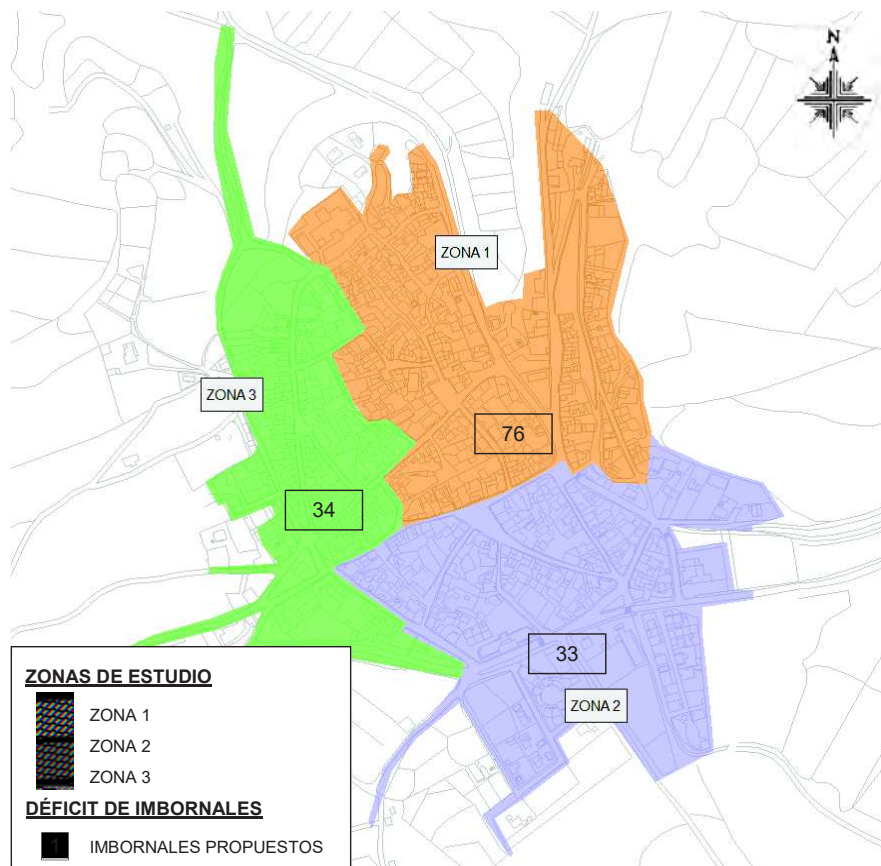 N
ZONA 1
ZONA 3
76
34
33
ZONA 2
ZONAS DE ESTUDIO
ZONA 1
ZONA 2
ZONA 3
DÉFICIT DE IMBORNALES
1 IMBORNALES PROPUESTOS